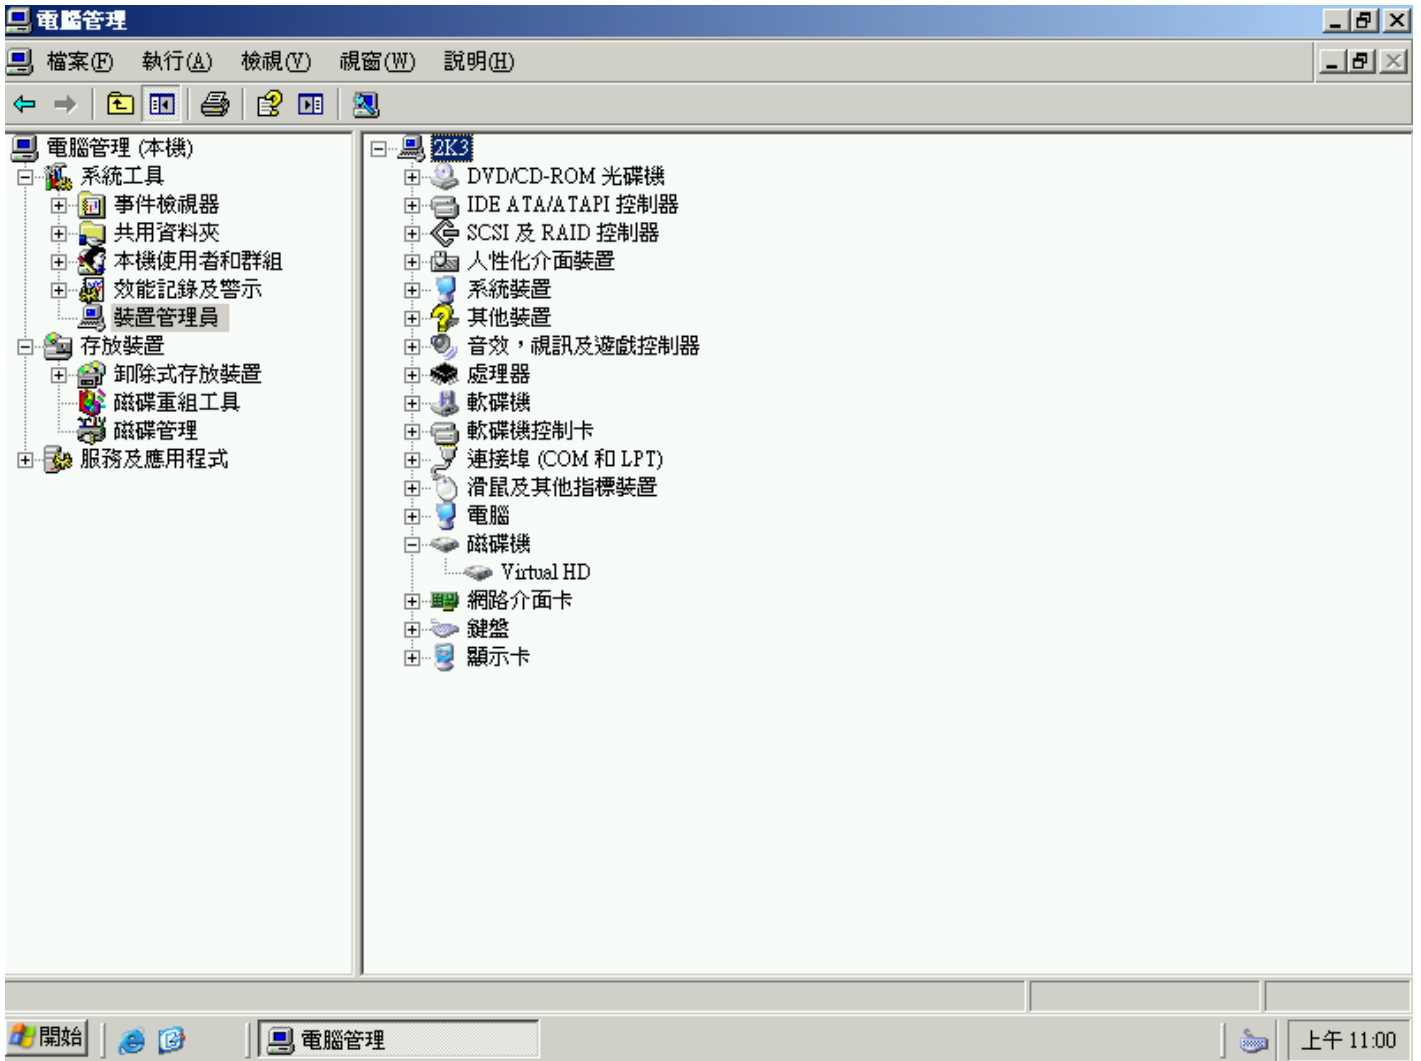 電腦管理
檔案(F) 執行(A) 檢視(V) 視窗(W) 說明(H)
電腦管理 (本機)
系統工具
事件檢視器
共用資料夾
本機使用者和群組
效能記錄及警示
裝置管理員
存放裝置
卸除式存放裝置
磁碟重組工具
磁碟管理
服務及應用程式
2K3
DVD/CD-ROM 光碟機
IDE ATA/ATAPI 控制器
SCSI 及 RAID 控制器
人性化介面裝置
系統裝置
其他裝置
音效，視訊及遊戲控制器
處理器
軟碟機
軟碟機控制卡
連接埠 (COM 和 LPT)
滑鼠及其他指標裝置
電腦
磁碟機
Virtual HD
網路介面卡
鍵盤
顯示卡
開始 電腦管理 上午 11:00